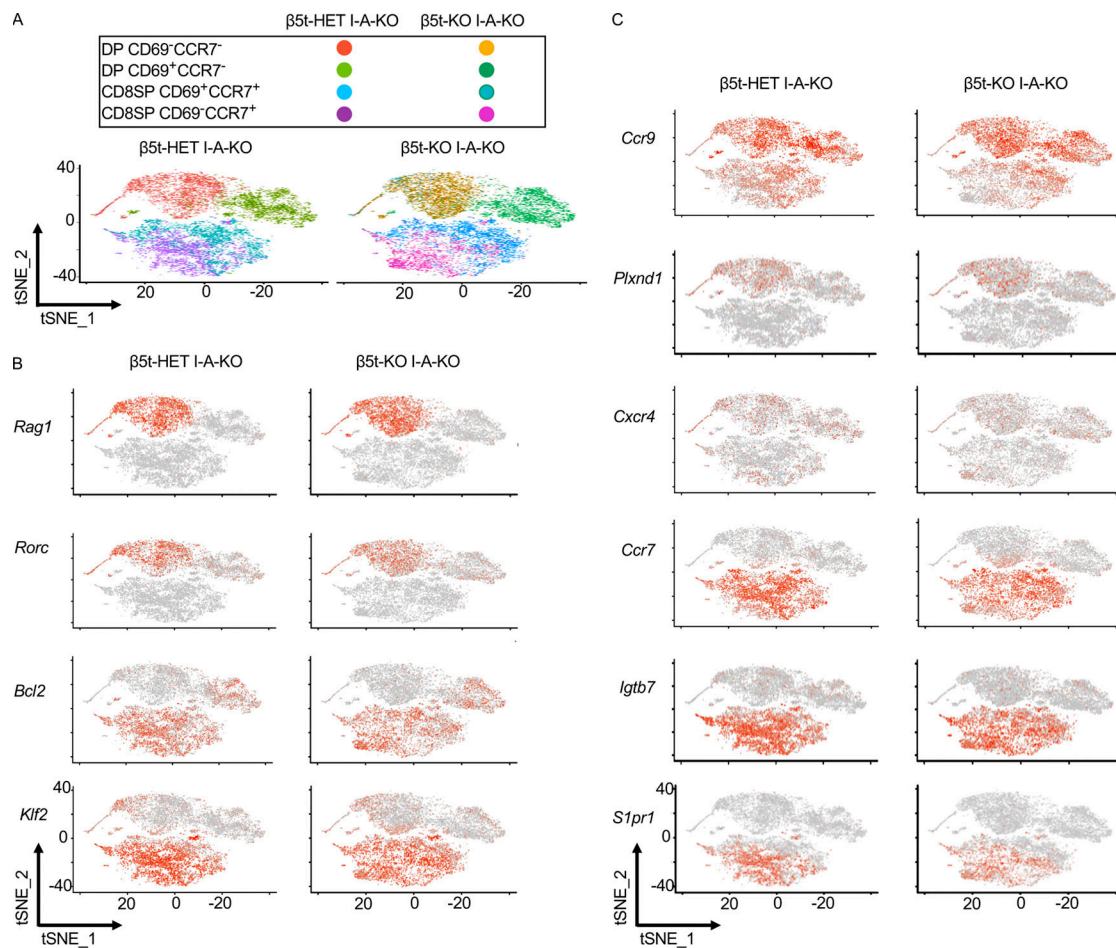 A
β5t-HET I-A-KO β5t-KO I-A-KO
DP CD69⁻CCR7⁻
DP CD69⁺CCR7⁻
CD8SP CD69⁺CCR7⁺
CD8SP CD69⁻CCR7⁺
β5t-HET I-A-KO β5t-KO I-A-KO
40
0
-40
20 0 -20
tSNE_2
tSNE_1
B
β5t-HET I-A-KO β5t-KO I-A-KO
Rag1
Rorc
Bcl2
Klf2
40
0
-40
20 0 -20 20 0 -20
tSNE_2
tSNE_1
C
β5t-HET I-A-KO β5t-KO I-A-KO
Ccr9
Plxnd1
Cxcr4
Ccr7
Igtb7
S1pr1
40
0
-40
20 0 -20 20 0 -20
tSNE_2
tSNE_1